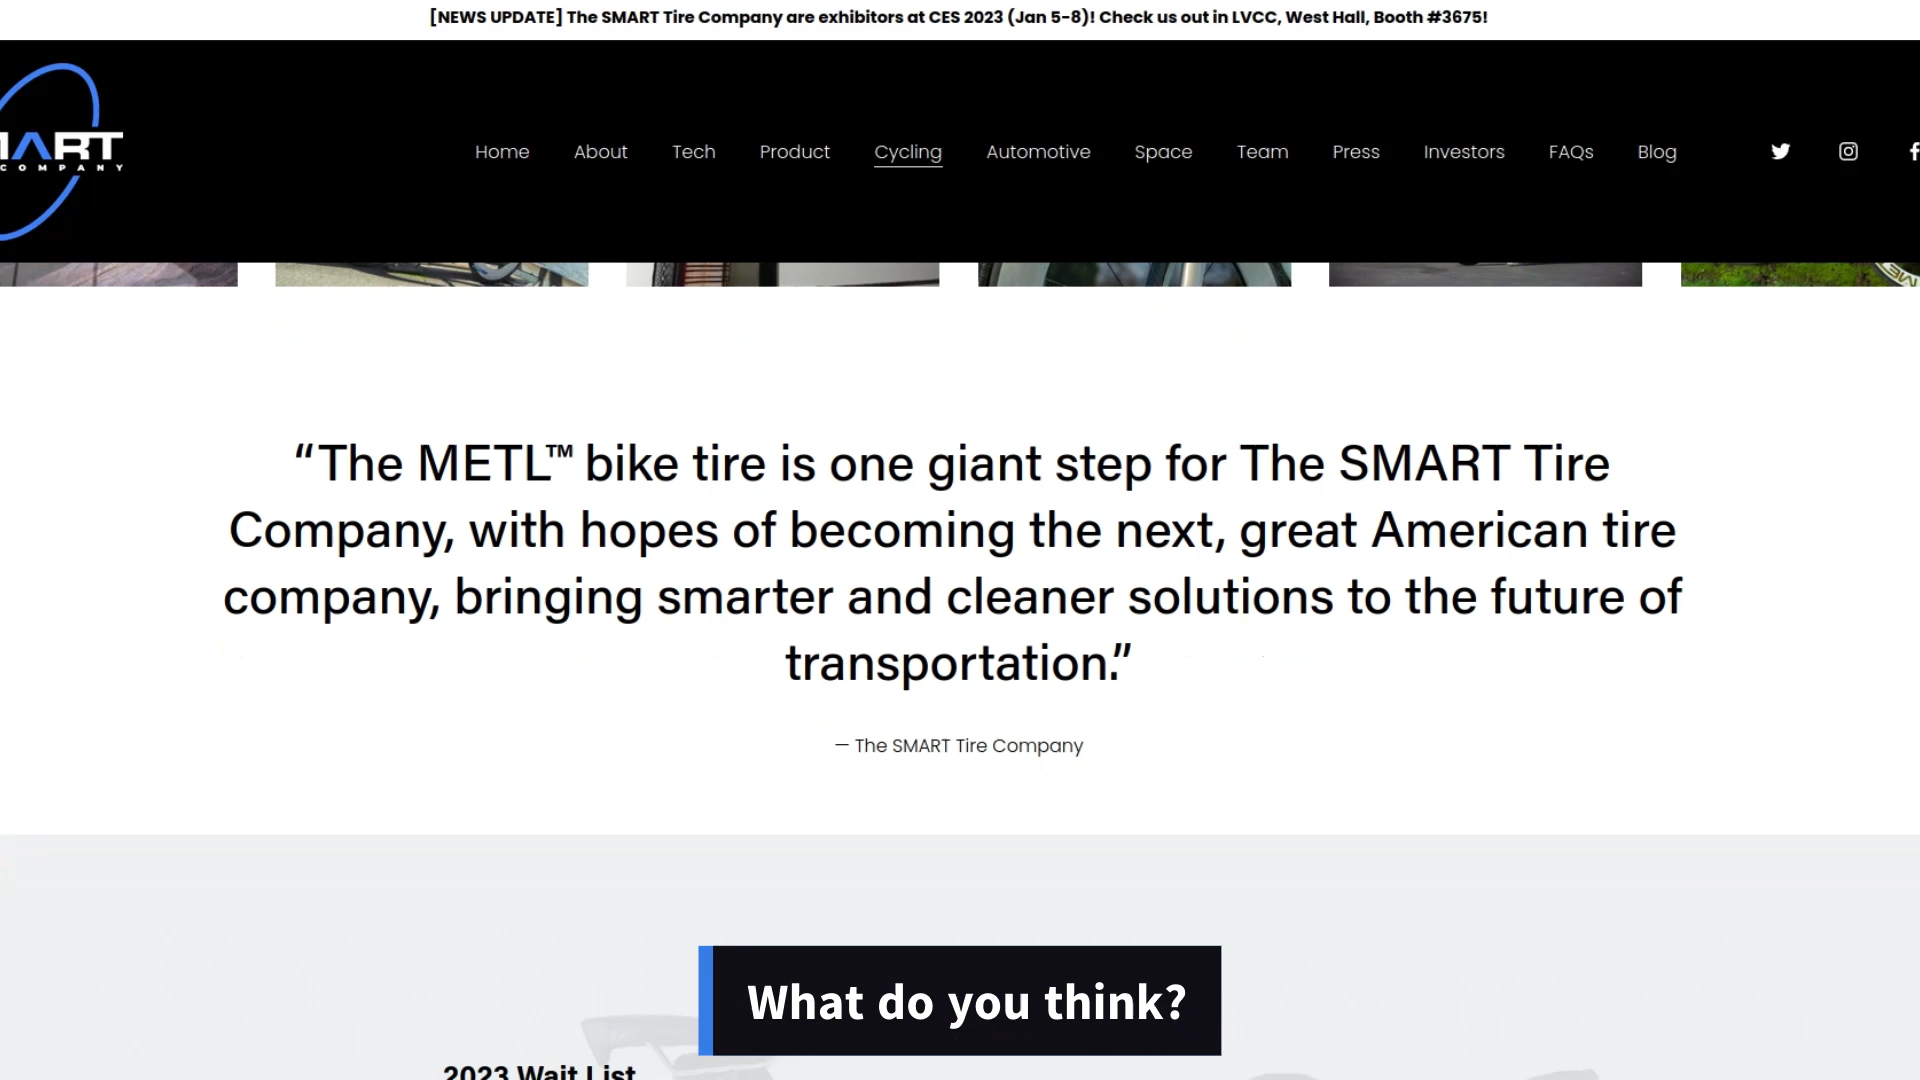 [NEWS UPDATE] The SMART Tire Company are exhibitors at CES 2023 (Jan 5-8)! Check us out in LVCC, West Hall, Booth #3675!
ART
COMPANY
Home About Tech Product Cycling Automotive Space Team Press Investors FAQs Blog
“The METL™ bike tire is one giant step for The SMART Tire
Company, with hopes of becoming the next, great American tire
company, bringing smarter and cleaner solutions to the future of
transportation.”
— The SMART Tire Company
What do you think?
2023 Wait List